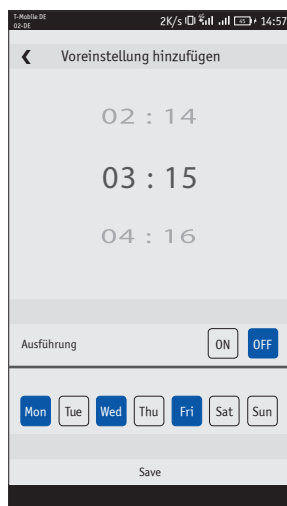 T-Mobile DE
02-DE 2K/s 45 14:57
Voreinstellung hinzufügen
02 : 14
03 : 15
04 : 16
Ausführung ON OFF
Mon Tue Wed Thu Fri Sat Sun
Save